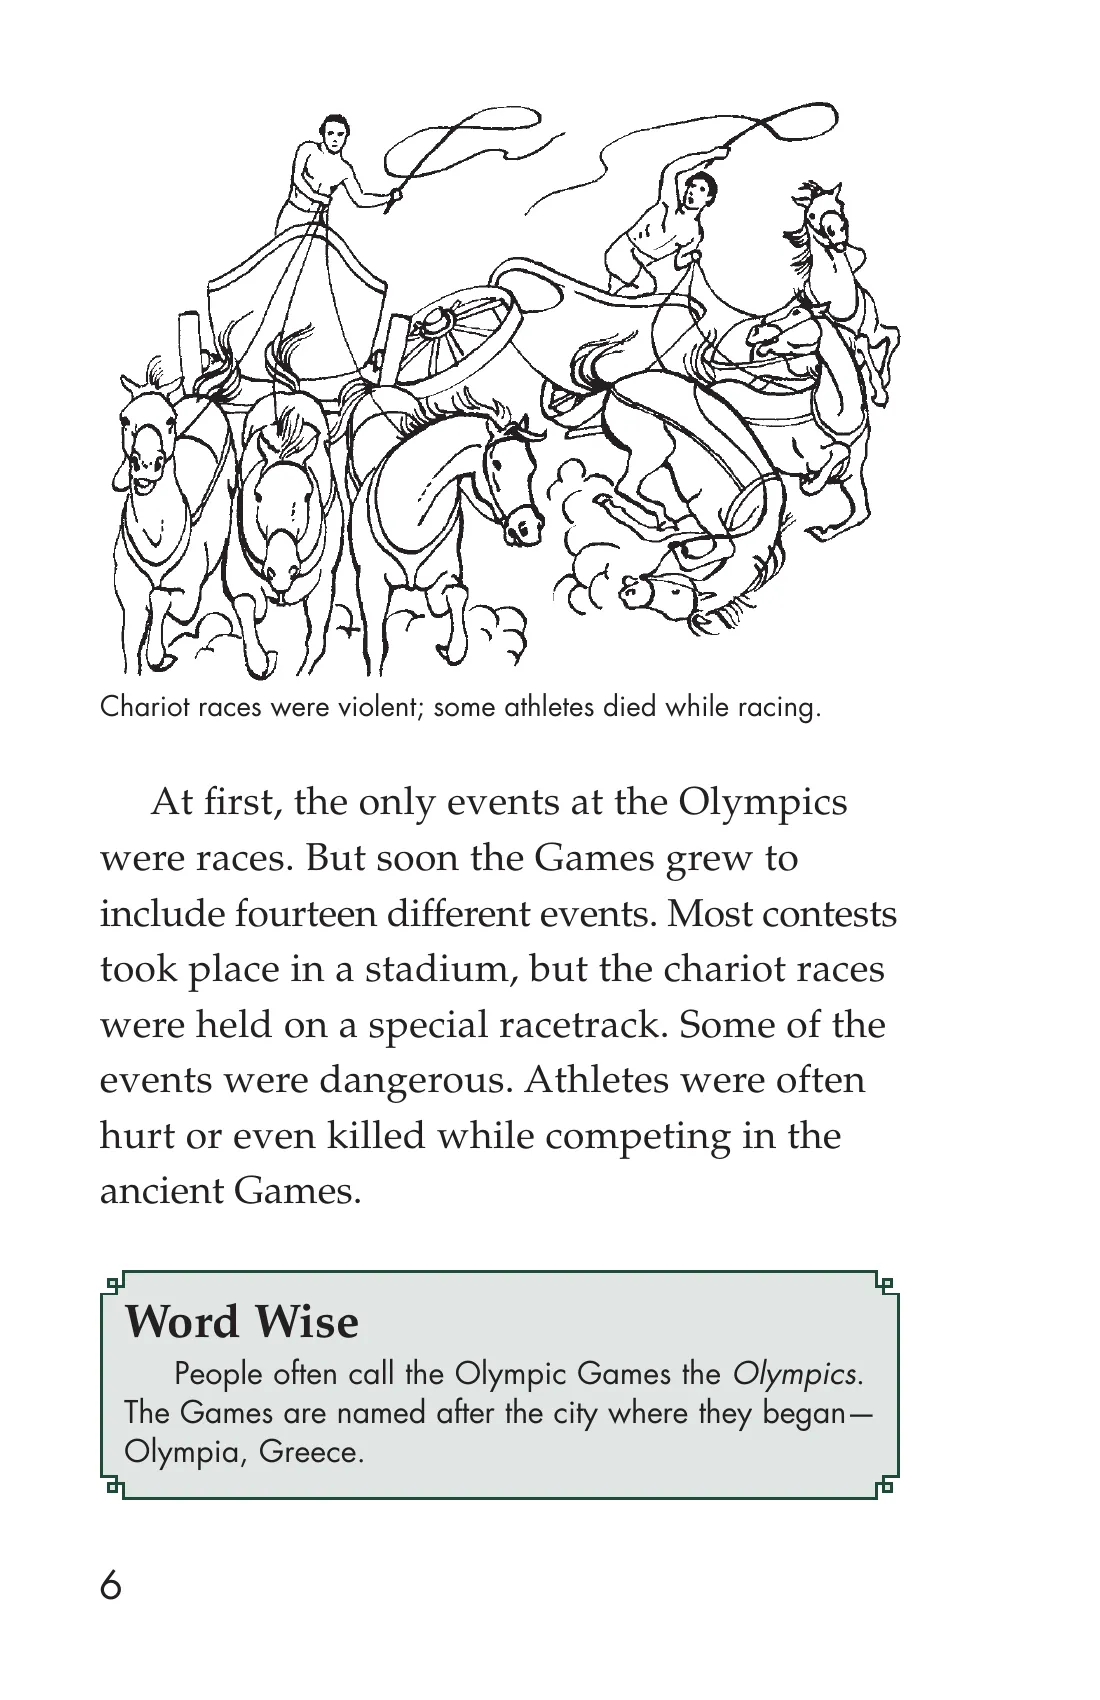 Chariot races were violent; some athletes died while racing.
At first, the only events at the Olympics
were races. But soon the Games grew to
include fourteen different events. Most contests
took place in a stadium, but the chariot races
were held on a special racetrack. Some of the
events were dangerous. Athletes were often
hurt or even killed while competing in the
ancient Games.
Word Wise
People often call the Olympic Games the Olympics.
The Games are named after the city where they began—
Olympia, Greece.
6